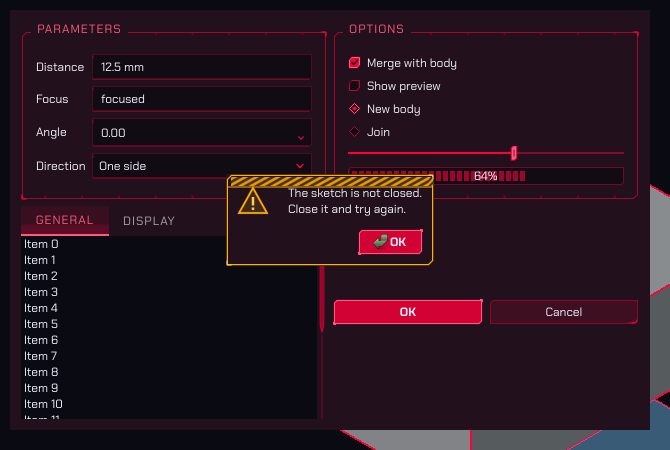 PARAMETERS
Distance
12.5 mm
Focus
focused
Angle
0.00
Direction
One side
OPTIONS
Merge with body
Show preview
New body
Join
64%
The sketch is not closed.
Close it and try again.
OK
GENERAL
DISPLAY
Item 0
Item 1
Item 2
Item 3
Item 4
Item 5
Item 6
Item 7
Item 8
Item 9
Item 10
Item 11
OK
Cancel